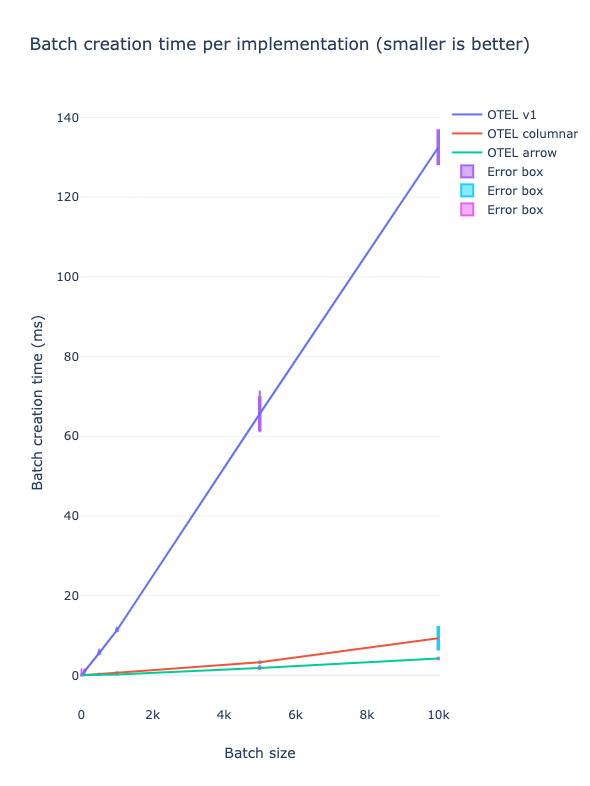 Batch creation time per implementation (smaller is better)
140
120
100
80
60
40
20
0
Batch creation time (ms)
0 2k 4k 6k 8k 10k
Batch size
OTEL v1
OTEL columnar
OTEL arrow
Error box
Error box
Error box